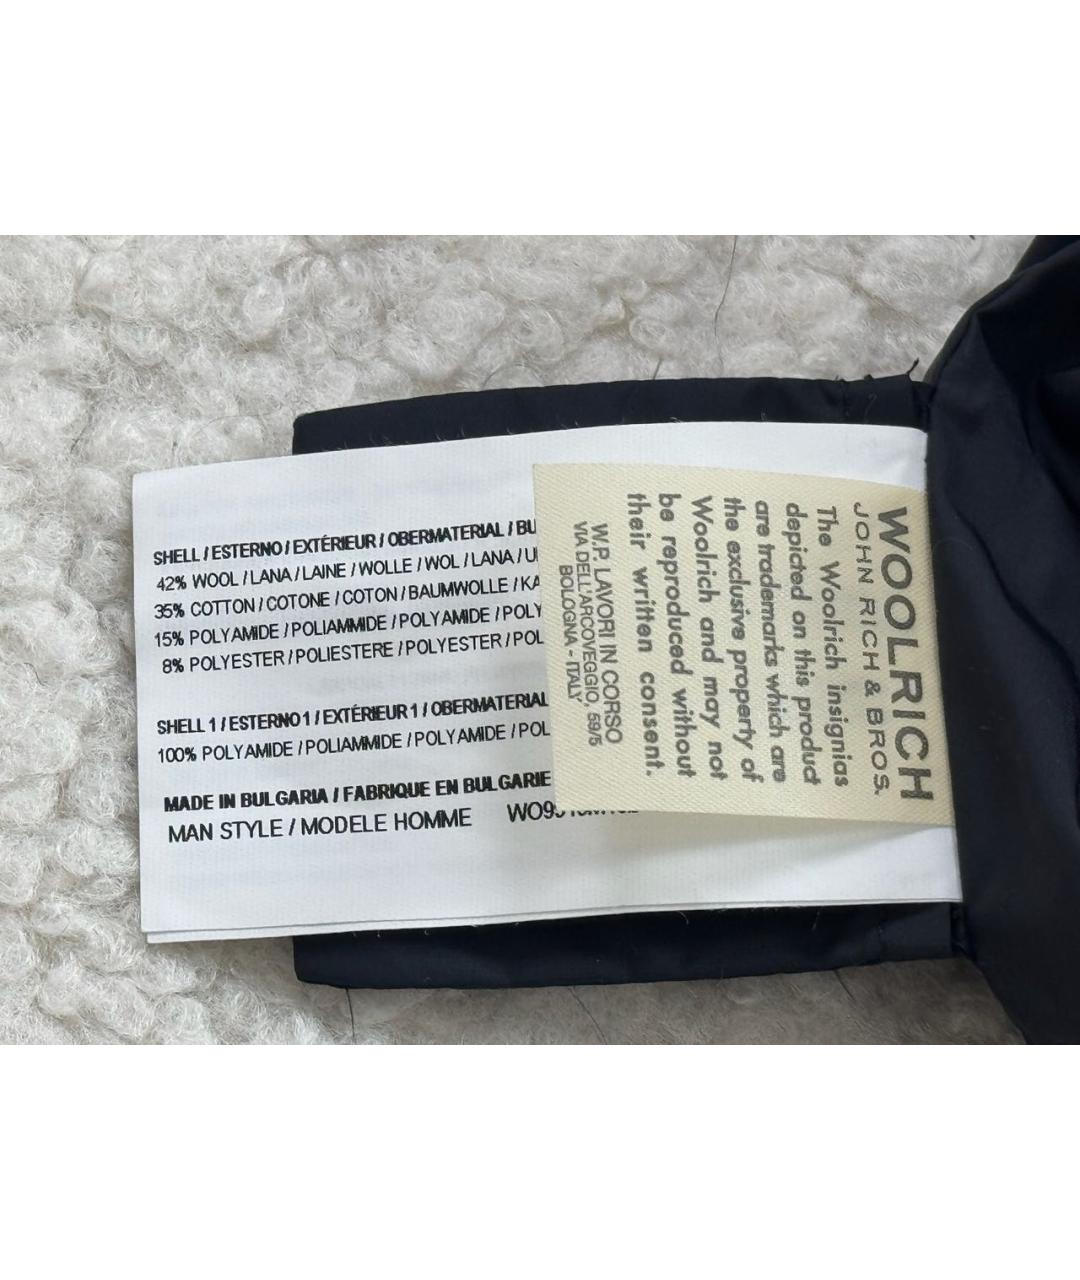 SHELL / ESTERNO / EXTÉRIEUR / OBERMATERIAL / BU
42% WOOL / LANA / LAINE / WOLLE / WOL / LANA /
35% COTTON / COTONE / COTON / BAUMWOLLE / KA
15% POLYAMIDE / POLIAMMIDE / POLYAMIDE / POLY
8% POLYESTER / POLIESTERE / POLYESTER / POL
SHELL 1 / ESTERNO 1 / EXTÉRIEUR 1 / OBERMATERIAL
100% POLYAMIDE / POLIAMMIDE / POLYAMIDE / POL
MADE IN BULGARIA / FABRIQUE EN BULGARIE
MAN STYLE / MODELE HOMME
WOOLRICH
JOHN RICH & BROS.
The Woolrich insignias
depicted on this product
are trademarks which are
the exclusive property of
Woolrich and may not
be reproduced without
their written consent.
W.P. LAVORI IN CORSO
VIA DELL'ARCOVEGGIO, 59/5
BOLOGNA - ITALY